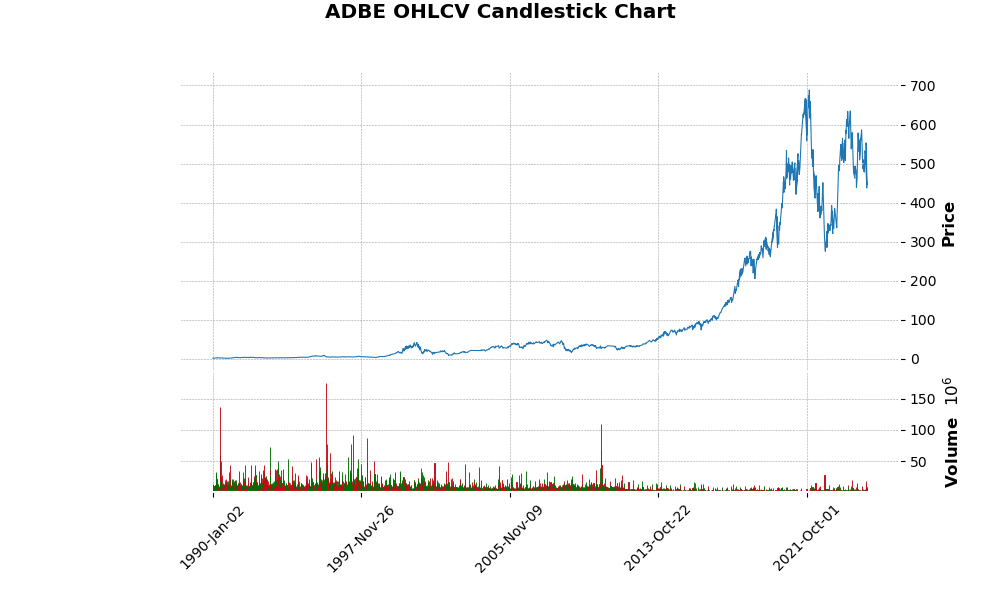 ADBE OHLCV Candlestick Chart
700
600
500
400
300
200
100
0
Price
150
100
50
Volume 10^6
1990-Jan-02
1997-Nov-26
2005-Nov-09
2013-Oct-22
2021-Oct-01